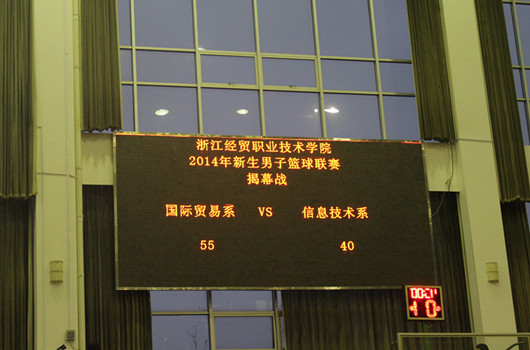 浙江经贸职业技术学院
2014年新生男子篮球联赛
揭幕战
国际贸易系 VS 信息技术系
55 40